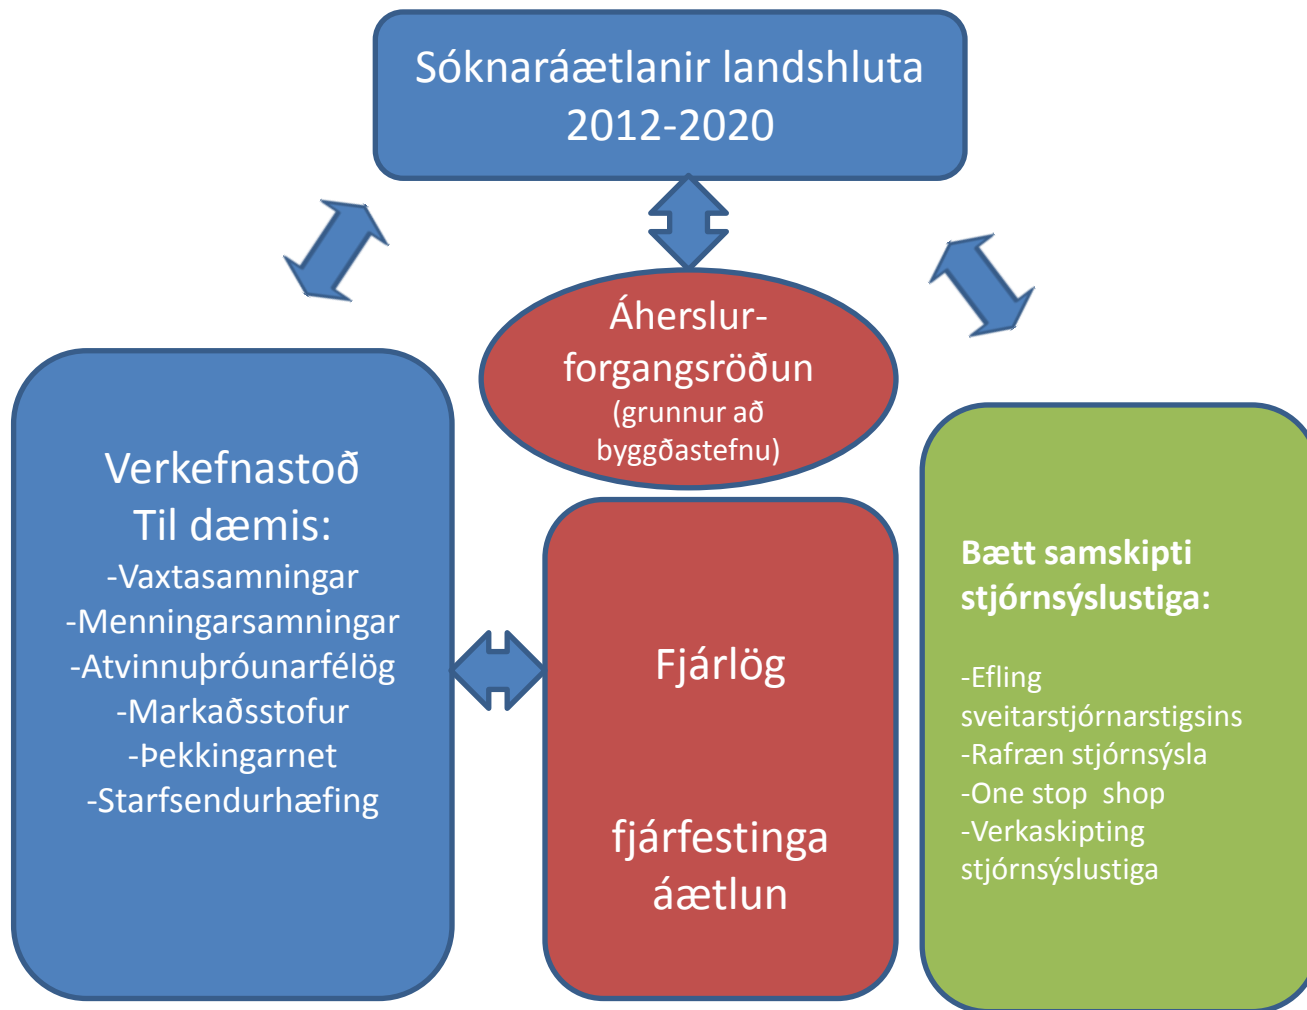 Sóknaráætlanir landshluta
2012-2020
Áherslur-
forgangsröðun
(grunnur að
byggðastefnu)
Verkefnastoð
Til dæmis:
-Vaxtasamningar
-Menningarsamningar
-Atvinnuþróunarfélög
-Markaðsstofur
-Þekkingarnet
-Starfsendurhæfing
Fjárlög
fjárfestinga
áætlun
Bætt samskipti
stjórnsýslustiga:
-Efling
sveitarstjórnarstigsins
-Rafræn stjórnsýsla
-One stop shop
-Verkaskipting
stjórnsýslustiga